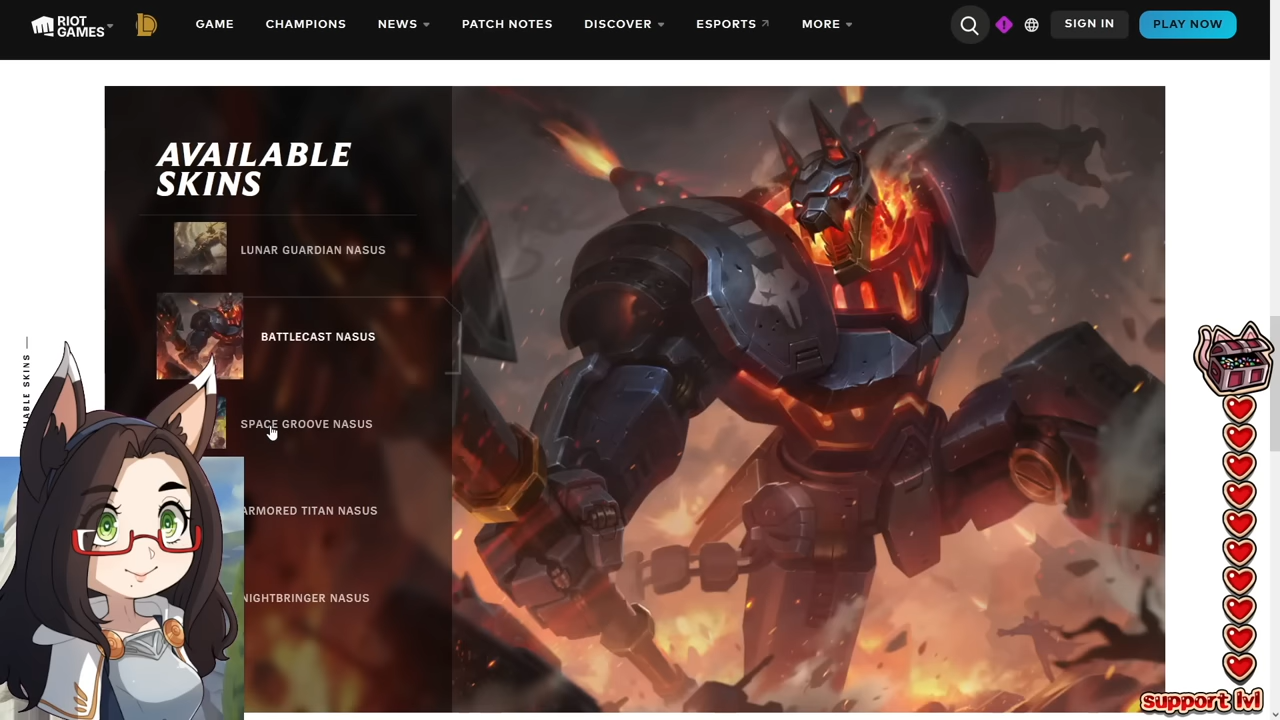 RIOT GAMES
GAME
CHAMPIONS
NEWS
PATCH NOTES
DISCOVER
ESPORTS
MORE
SIGN IN
PLAY NOW
AVAILABLE
SKINS
LUNAR GUARDIAN NASUS
BATTLECAST NASUS
SPACE GROOVE NASUS
ARMORED TITAN NASUS
NIGHTBRINGER NASUS
SKINS
support lvl